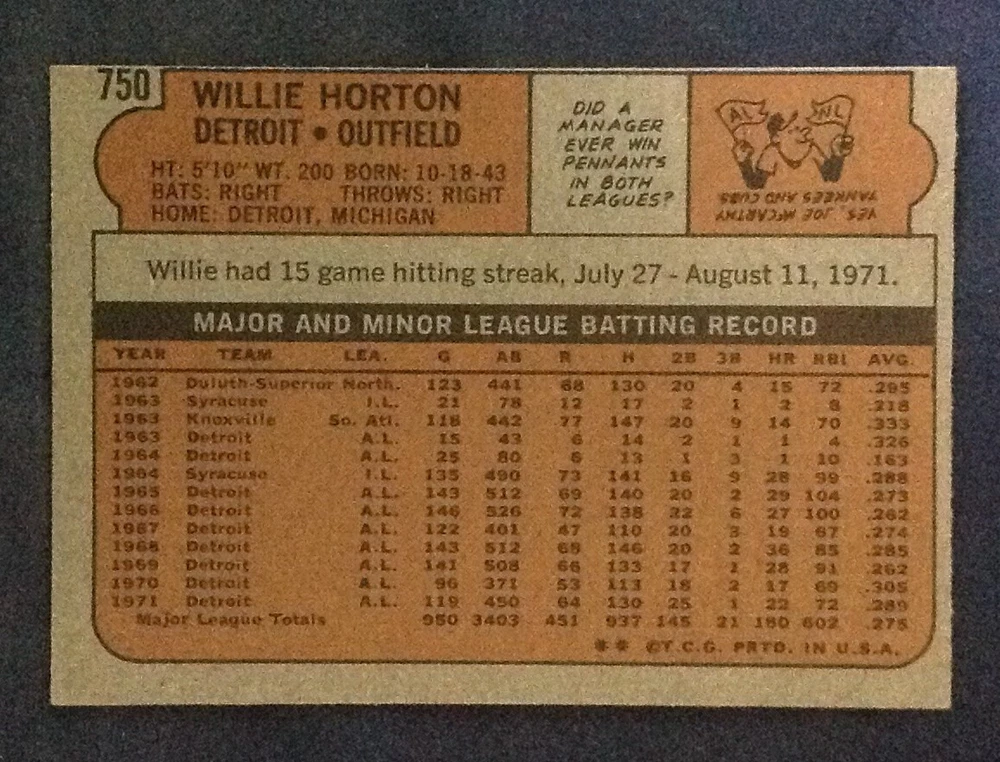 750
WILLIE HORTON
DETROIT • OUTFIELD
HT: 5'10" WT. 200 BORN: 10-18-43
BATS: RIGHT THROWS: RIGHT
HOME: DETROIT, MICHIGAN
DID A
MANAGER
EVER WIN
PENNANTS
IN BOTH
LEAGUES?
AL NL
YES. JOE McCARTHY
YANKEES AND CUBS
Willie had 15 game hitting streak, July 27 - August 11, 1971.
MAJOR AND MINOR LEAGUE BATTING RECORD
YEAR TEAM LEA. G AB R H 2B 3B HR RBI AVG.
1962 Duluth-Superior North. 123 441 68 130 20 4 15 72 .295
1963 Syracuse I.L. 21 78 12 17 2 1 2 8 .218
1963 Knoxville So. Atl. 118 442 77 147 20 9 14 70 .333
1963 Detroit A.L. 15 43 6 14 2 1 1 4 .326
1964 Detroit A.L. 25 80 6 13 1 3 1 10 .163
1964 Syracuse I.L. 135 490 73 141 16 9 28 99 .288
1965 Detroit A.L. 143 512 69 140 20 2 29 104 .273
1966 Detroit A.L. 146 526 72 138 22 6 27 100 .262
1967 Detroit A.L. 122 401 47 110 20 3 19 67 .274
1968 Detroit A.L. 143 512 68 146 20 2 36 85 .285
1969 Detroit A.L. 141 508 66 133 17 1 28 91 .262
1970 Detroit A.L. 96 371 53 113 18 2 17 69 .305
1971 Detroit A.L. 119 450 64 130 25 1 22 72 .289
Major League Totals 950 3403 451 937 145 21 180 602 .275
** ©T.C.G. PRTD. IN U.S.A.